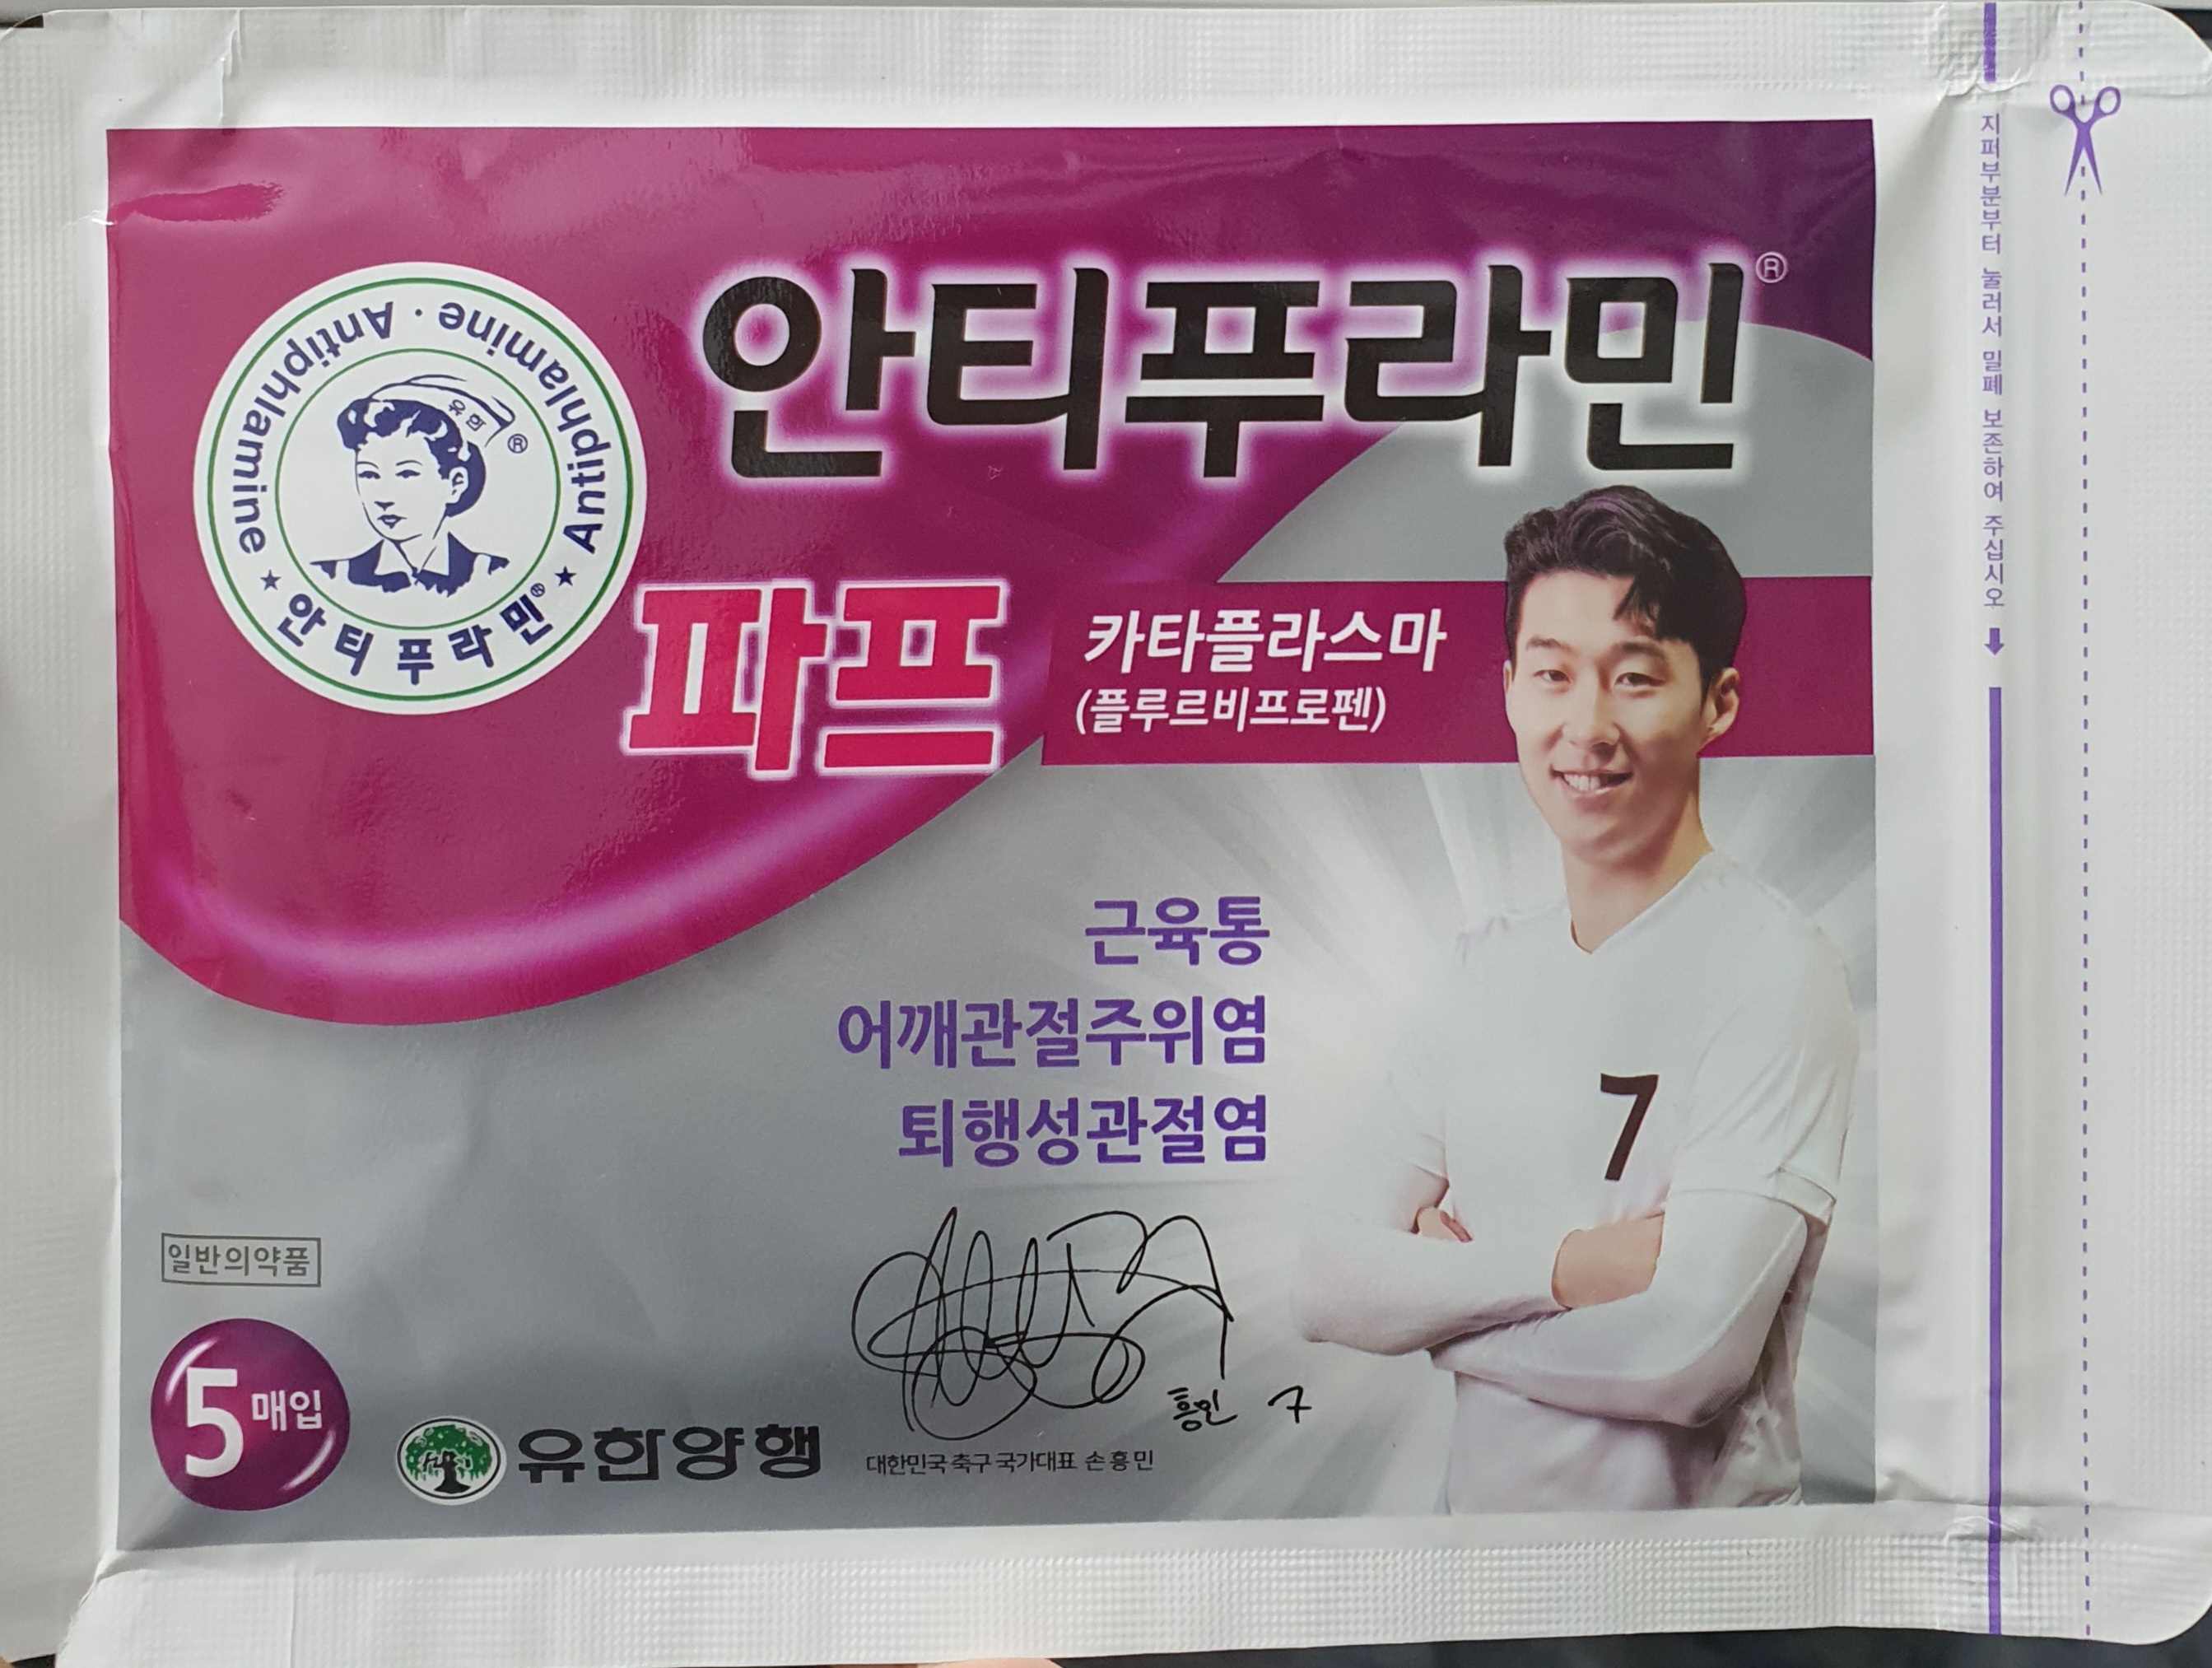 안티푸라민®
Antiphlamine · Antiphlamine
유한
®
★ 안티푸라민® ★
파프
카타플라스마
(플루르비프로펜)
근육통
어깨관절주위염
퇴행성관절염
7
일반의약품
5매입
유한양행
흥민 7
대한민국 축구 국가대표 손흥민
지퍼부분부터 눌러서 밀폐 보존하여 주십시오